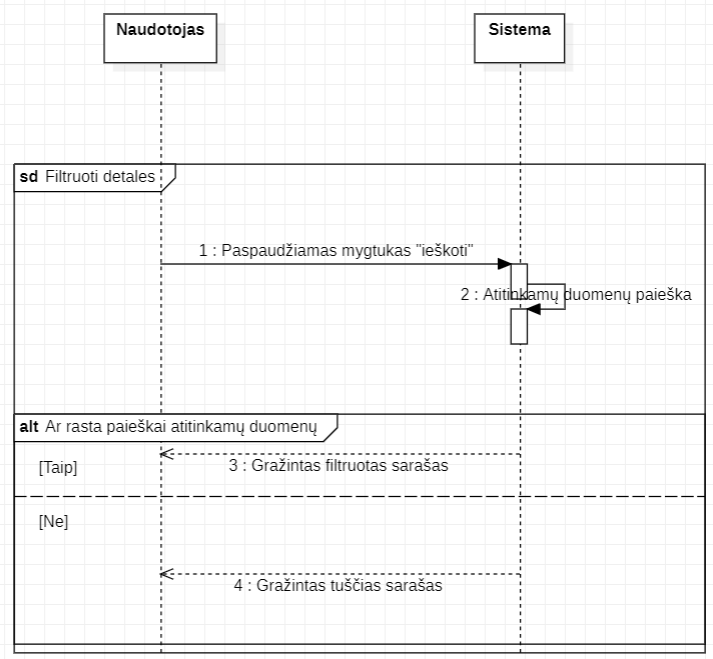 Naudotojas
Sistema
sd Filtruoti detales
1 : Paspaudžiamas mygtukas "ieškoti"
2 : Atitinkamų duomenų paieška
alt Ar rasta paieškai atitinkamų duomenų
[Taip]
3 : Gražintas filtruotas sarašas
[Ne]
4 : Gražintas tuščias sarašas